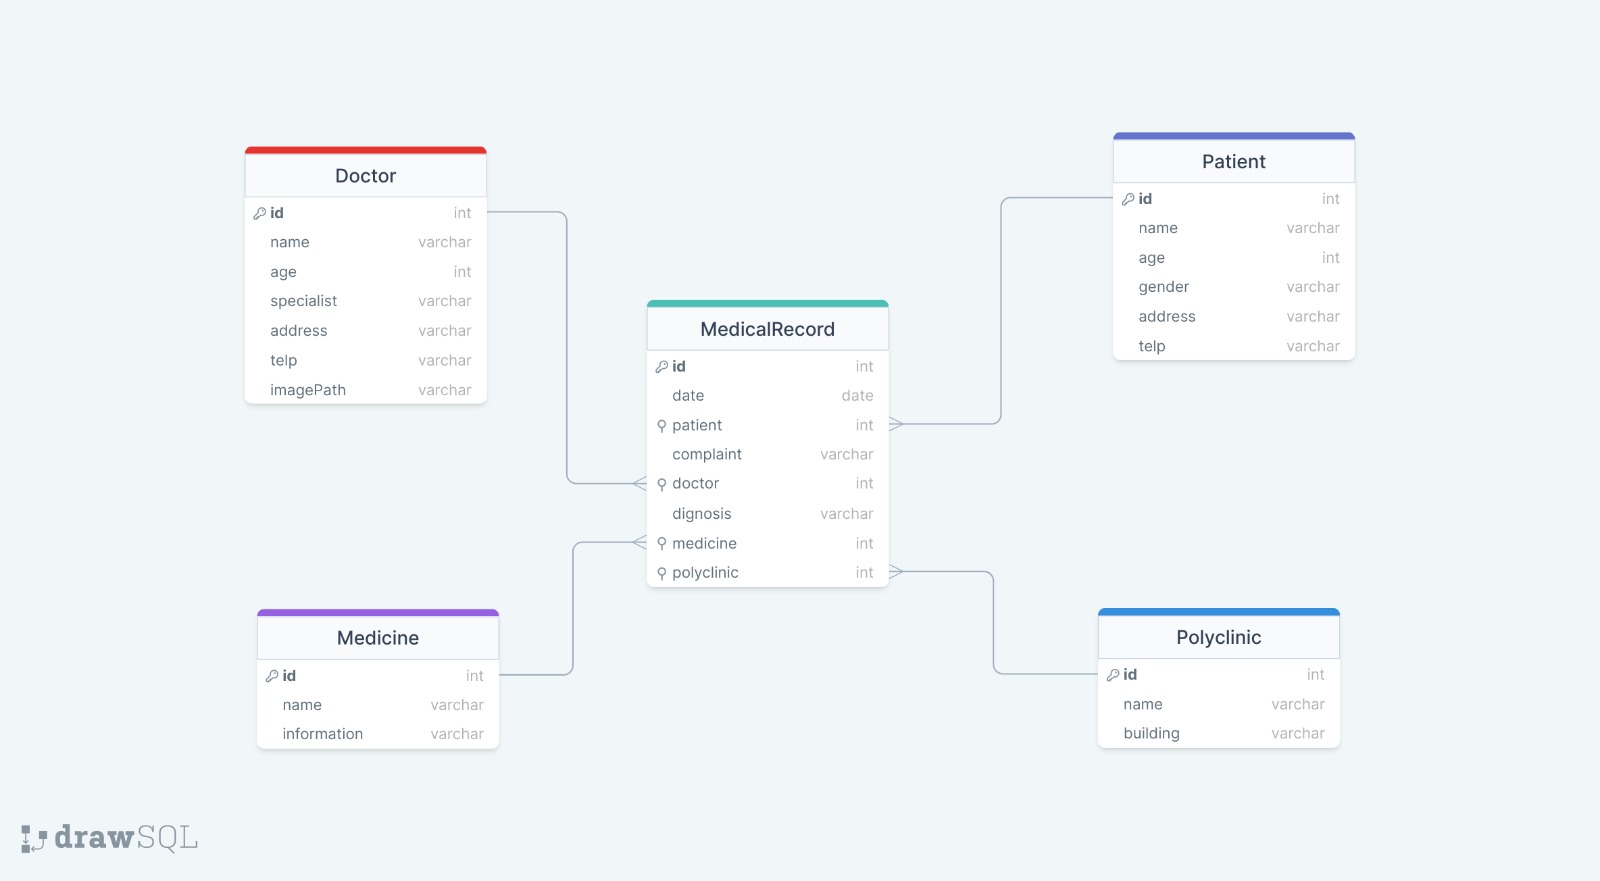 Doctor
id int
name varchar
age int
specialist varchar
address varchar
telp varchar
imagePath varchar
Patient
id int
name varchar
age int
gender varchar
address varchar
telp varchar
MedicalRecord
id int
date date
patient int
complaint varchar
doctor int
dignosis varchar
medicine int
polyclinic int
Medicine
id int
name varchar
information varchar
Polyclinic
id int
name varchar
building varchar
drawSQL